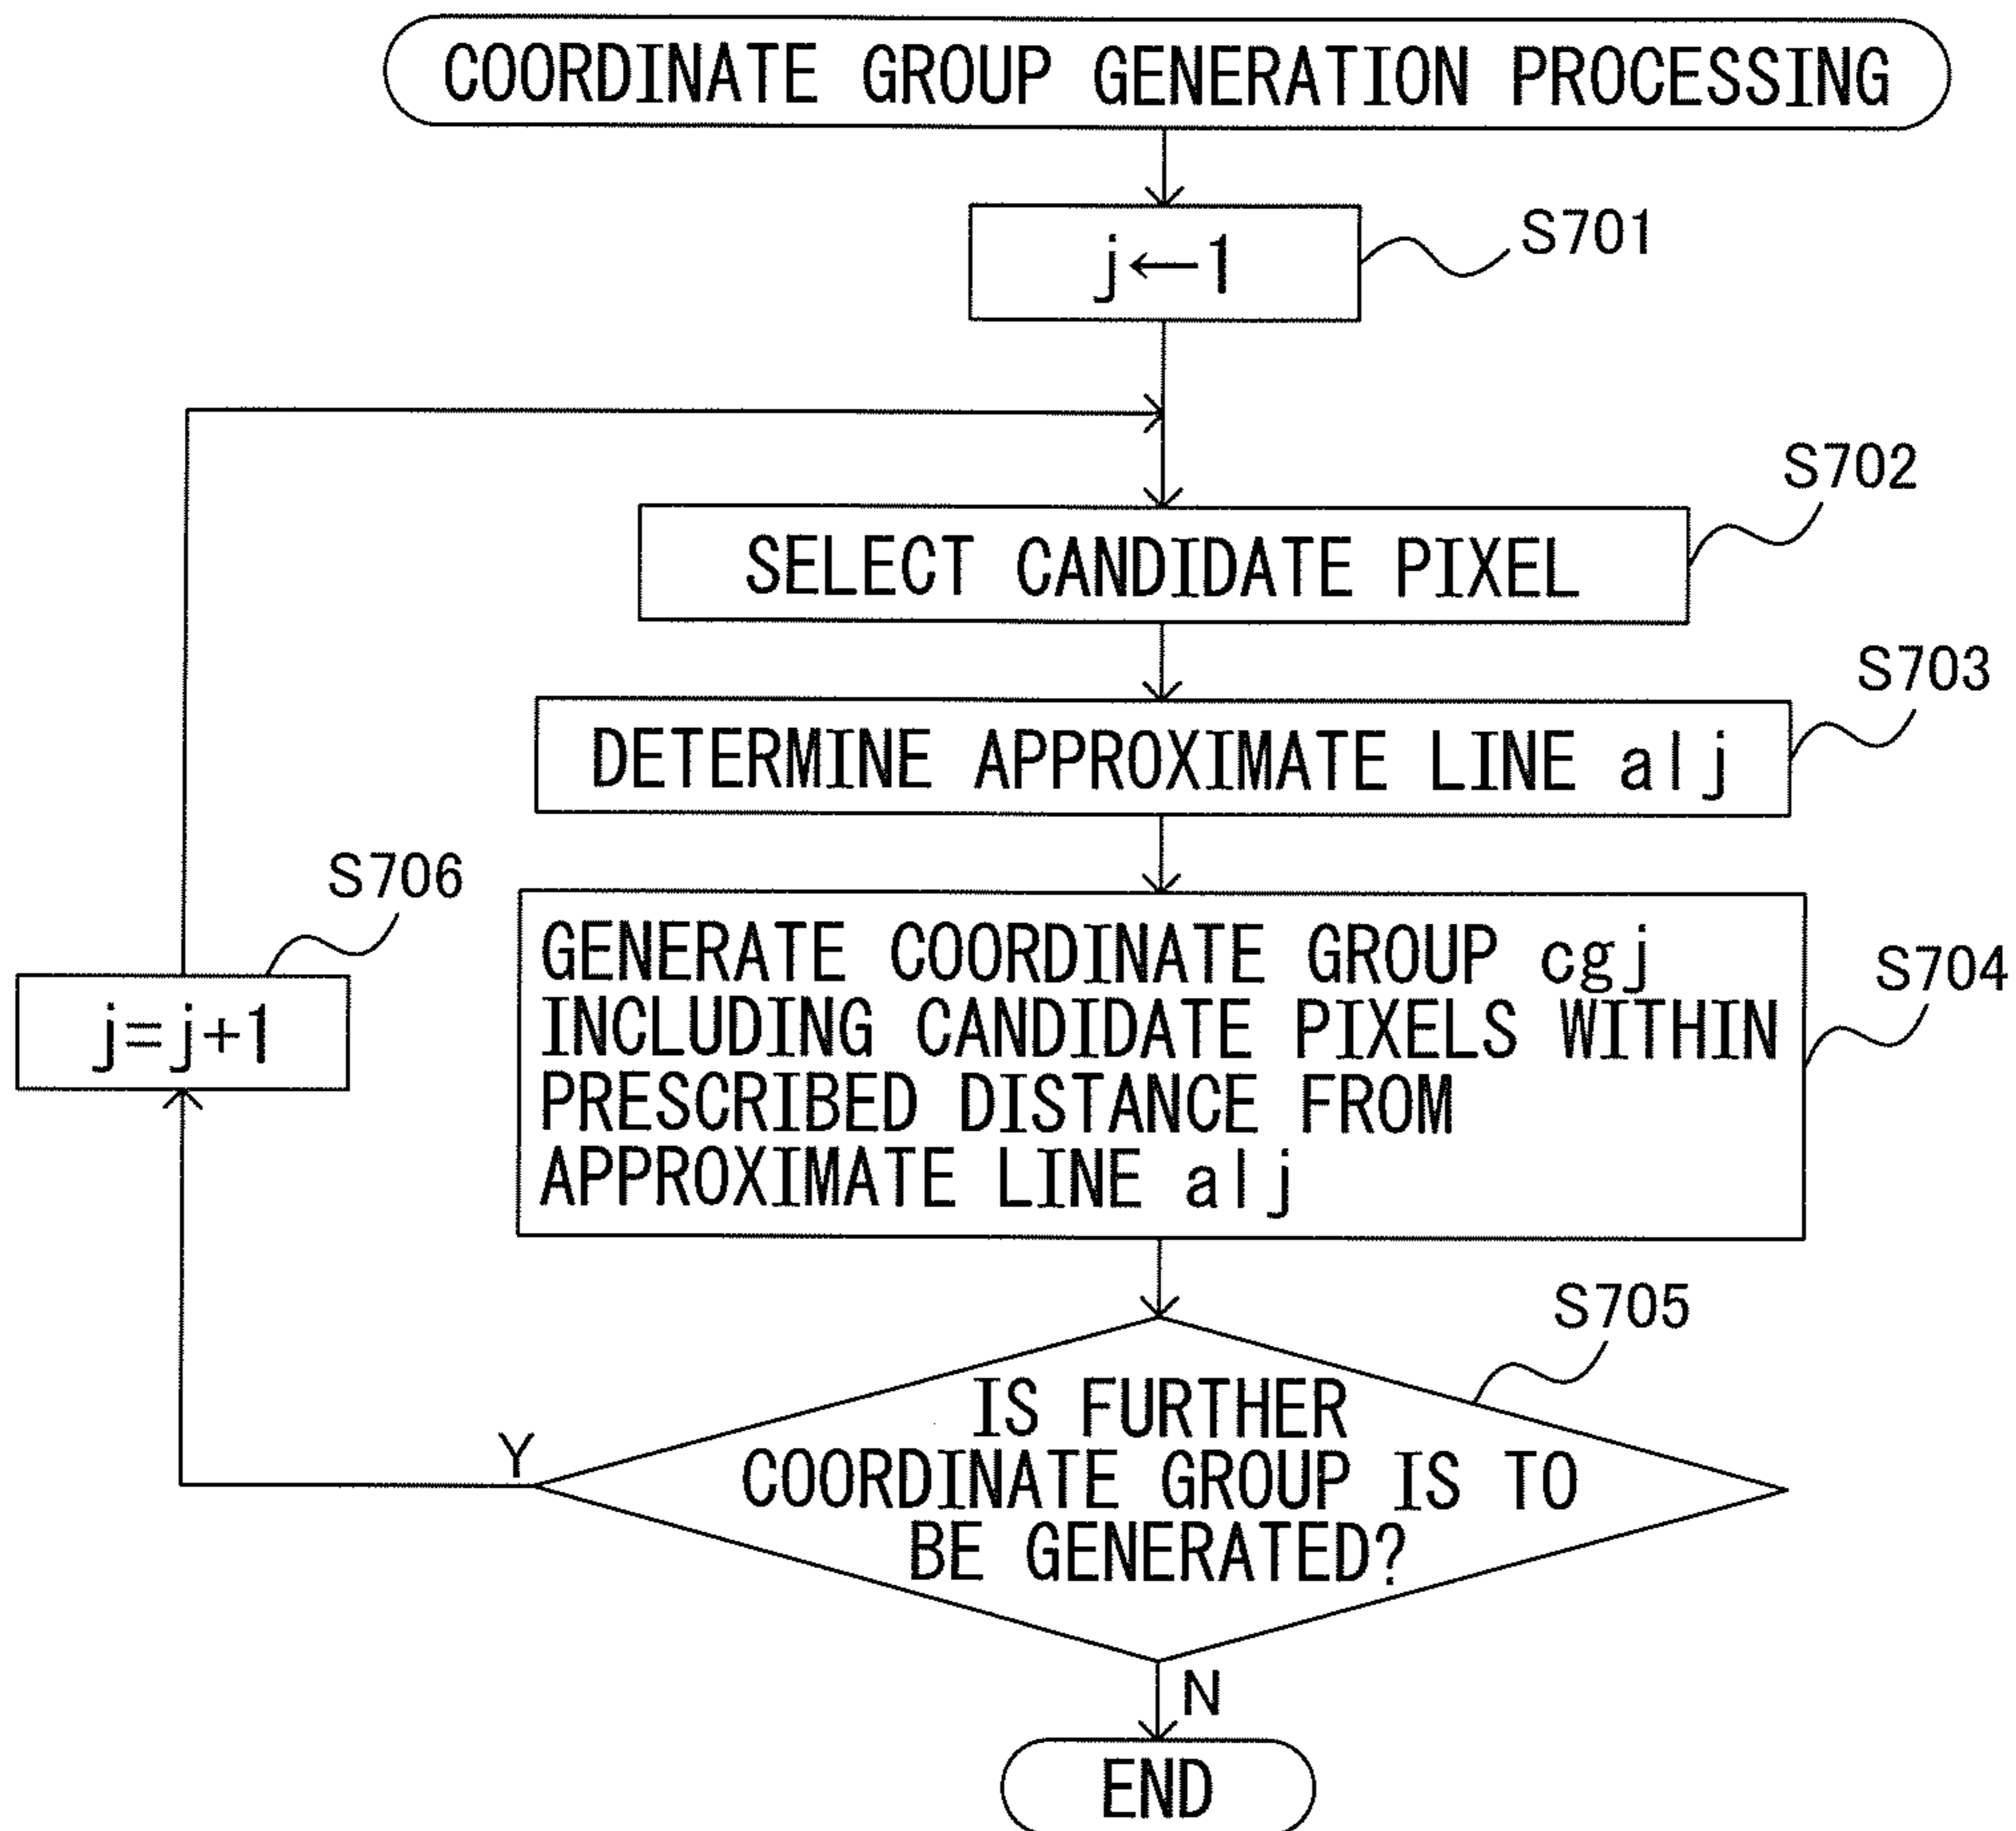 COORDINATE GROUP GENERATION PROCESSING
j←1
S701
SELECT CANDIDATE PIXEL
S702
DETERMINE APPROXIMATE LINE alj
S703
GENERATE COORDINATE GROUP cgj
INCLUDING CANDIDATE PIXELS WITHIN
PRESCRIBED DISTANCE FROM
APPROXIMATE LINE alj
S704
S706
j=j+1
S705
IS FURTHER
COORDINATE GROUP IS TO
BE GENERATED?
Y
N
END